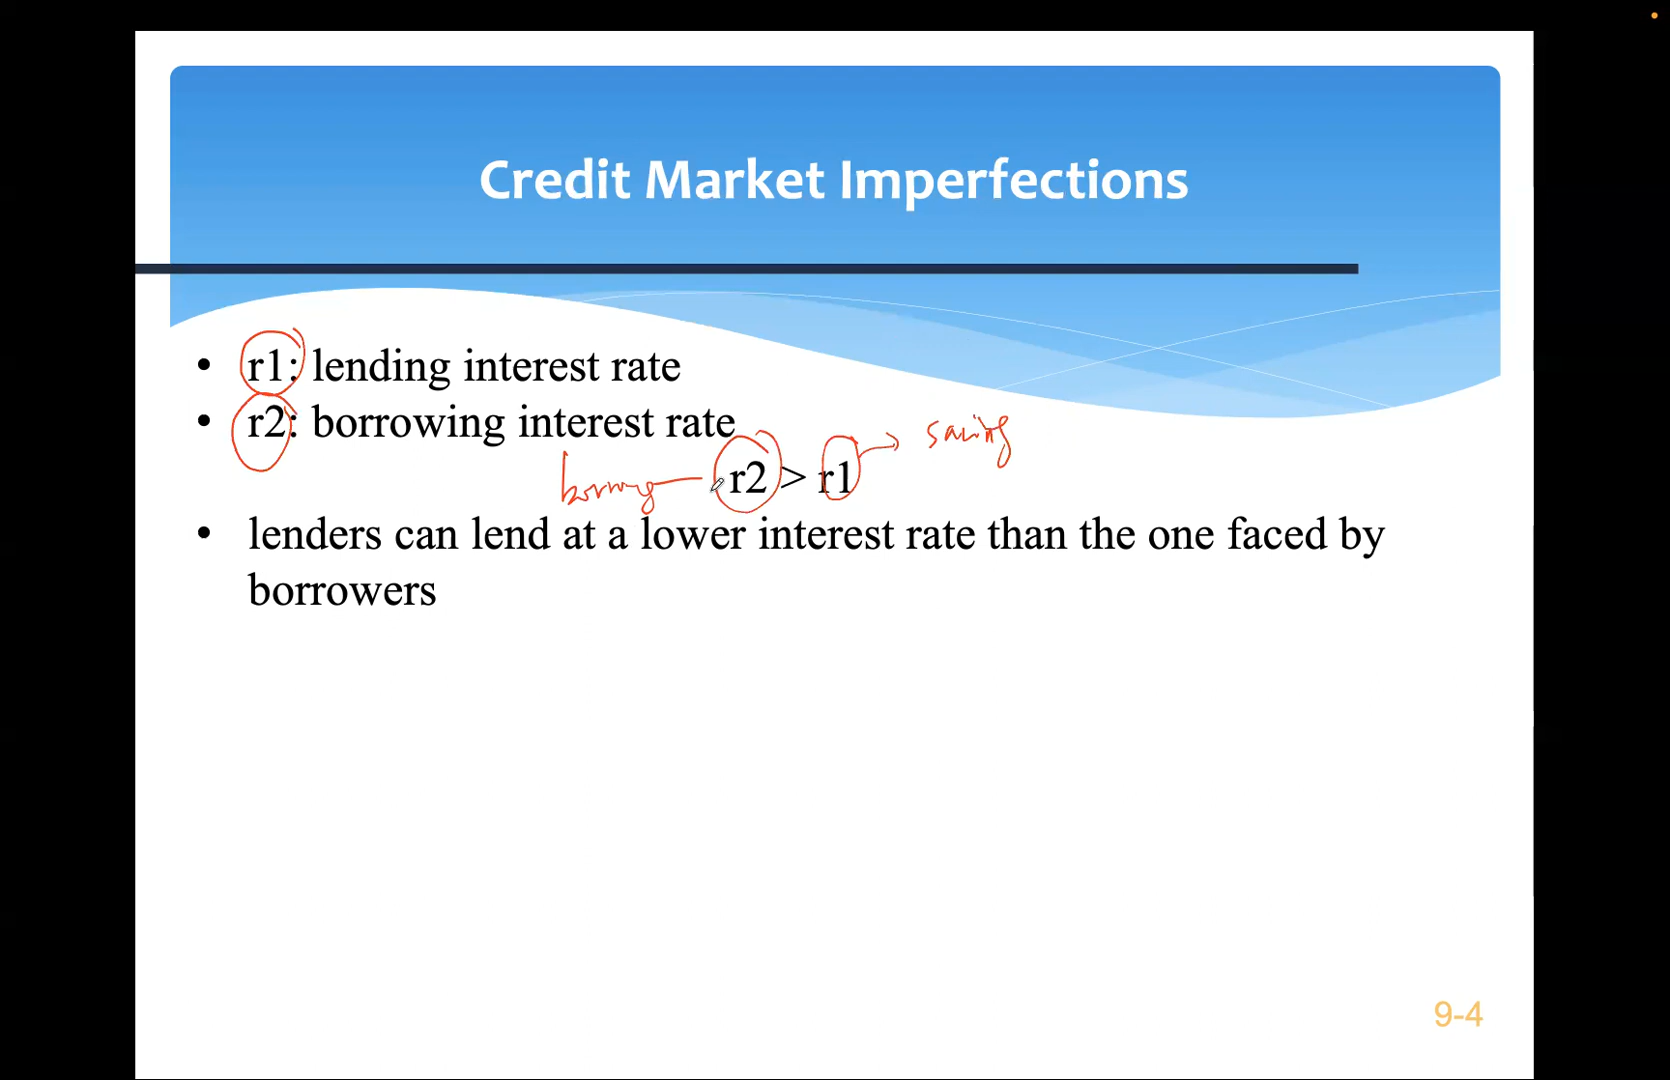 Credit Market Imperfections
• r1: lending interest rate
• r2: borrowing interest rate
saving
borrowing
r2 > r1
• lenders can lend at a lower interest rate than the one faced by
borrowers
9-4